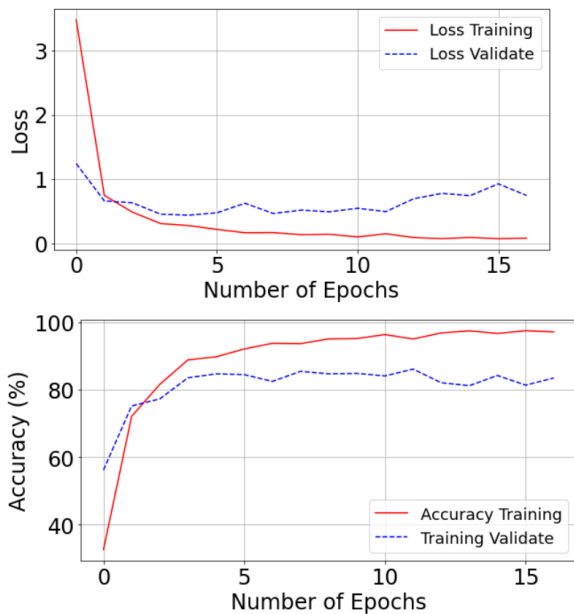 Loss Training
Loss Validate
3
2
1
0
Loss
0 5 10 15
Number of Epochs
100
80
60
40
Accuracy (%)
Accuracy Training
Training Validate
0 5 10 15
Number of Epochs